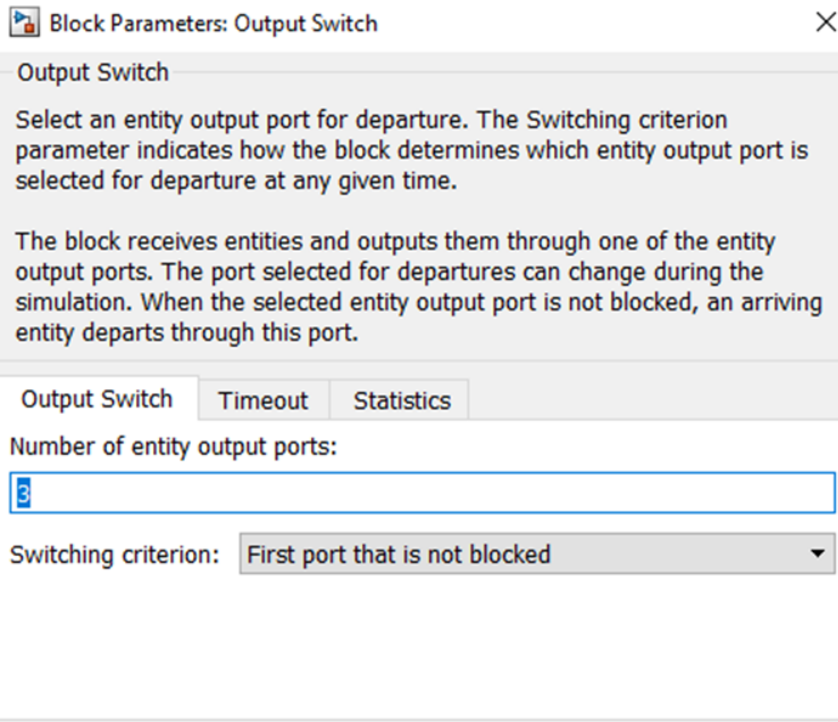 Block Parameters: Output Switch
Output Switch
Select an entity output port for departure. The Switching criterion
parameter indicates how the block determines which entity output port is
selected for departure at any given time.
The block receives entities and outputs them through one of the entity
output ports. The port selected for departures can change during the
simulation. When the selected entity output port is not blocked, an arriving
entity departs through this port.
Output Switch Timeout Statistics
Number of entity output ports:
3
Switching criterion: First port that is not blocked